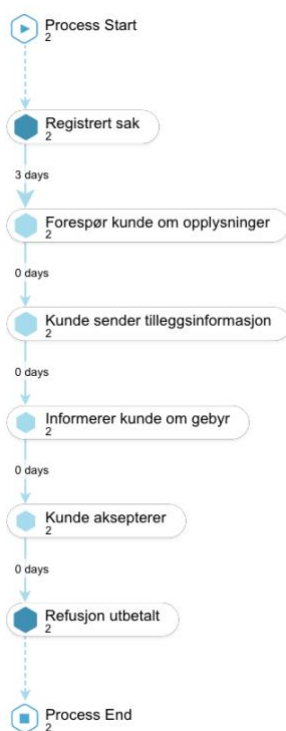 Process Start
2
Registrert sak
2
3 days
Forespør kunde om opplysninger
2
0 days
Kunde sender tilleggsinformasjon
2
0 days
Informerer kunde om gebyr
2
0 days
Kunde aksepterer
2
0 days
Refusjon utbetalt
2
Process End
2